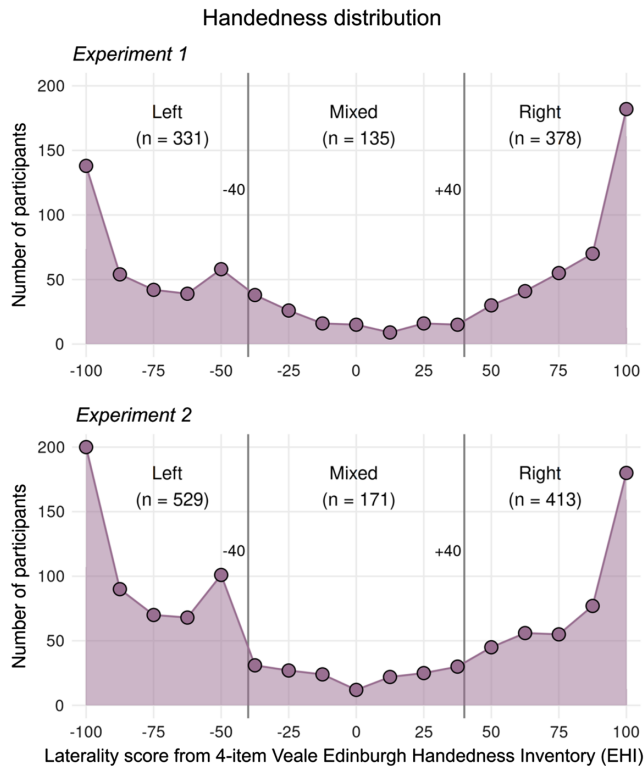 Handedness distribution
Experiment 1
Number of participants
200
150
100
50
0
Left
(n = 331)
Mixed
(n = 135)
Right
(n = 378)
-40
+40
-100 -75 -50 -25 0 25 50 75 100
Experiment 2
Number of participants
200
150
100
50
0
Left
(n = 529)
Mixed
(n = 171)
Right
(n = 413)
-40
+40
-100 -75 -50 -25 0 25 50 75 100
Laterality score from 4-item Veale Edinburgh Handedness Inventory (EHI)